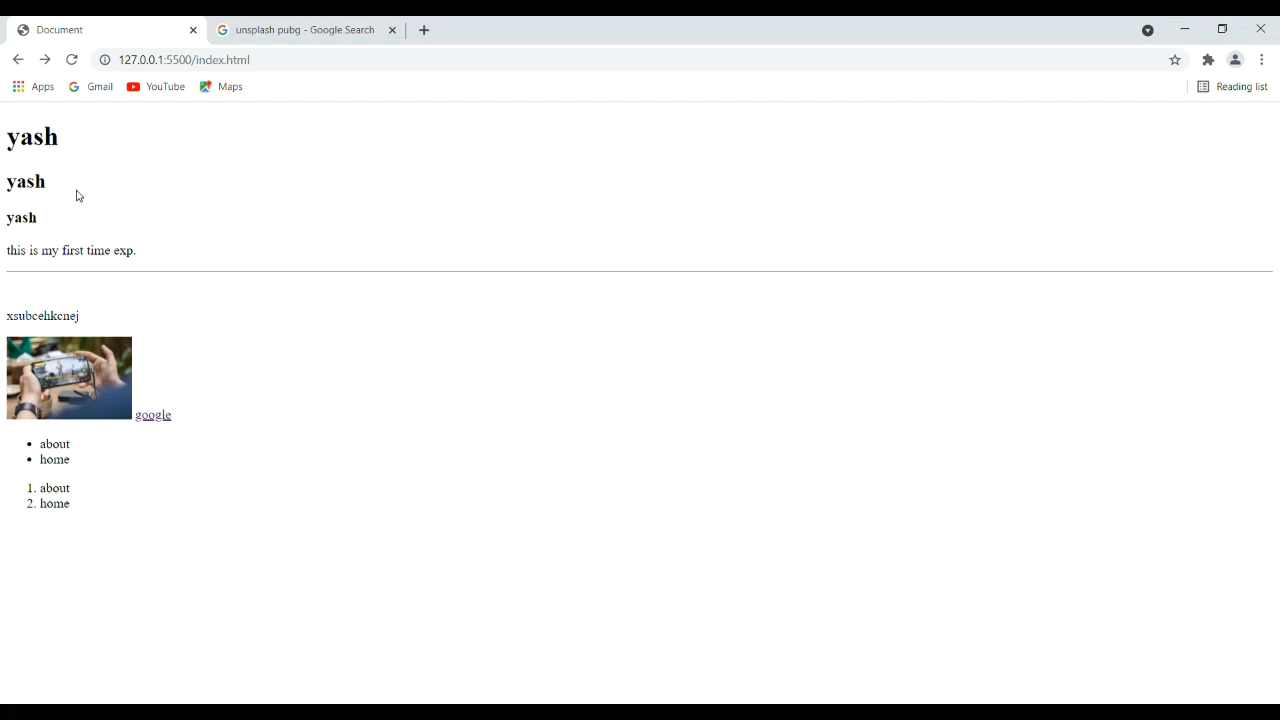 Document
unsplash pubg - Google Search
127.0.0.1:5500/index.html
Apps
Gmail
YouTube
Maps
Reading list
yash
yash
yash
this is my first time exp.
xsubcehkcnej
google
• about
• home
1. about
2. home